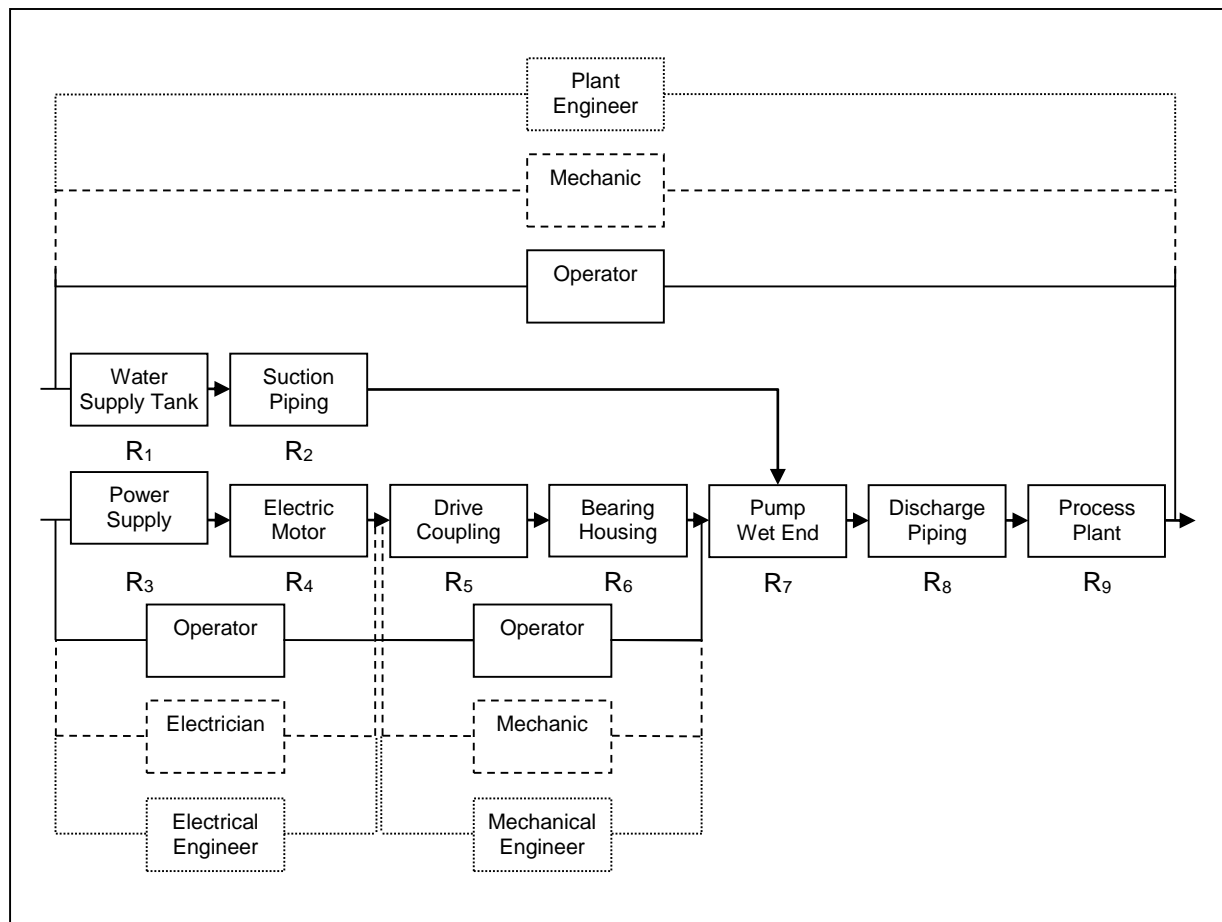 Plant
Engineer
Mechanic
Operator
Water
Supply Tank
Suction
Piping
R1
R2
Power
Supply
Electric
Motor
Drive
Coupling
Bearing
Housing
Pump
Wet End
Discharge
Piping
Process
Plant
R3
R4
R5
R6
R7
R8
R9
Operator
Operator
Electrician
Mechanic
Electrical
Engineer
Mechanical
Engineer